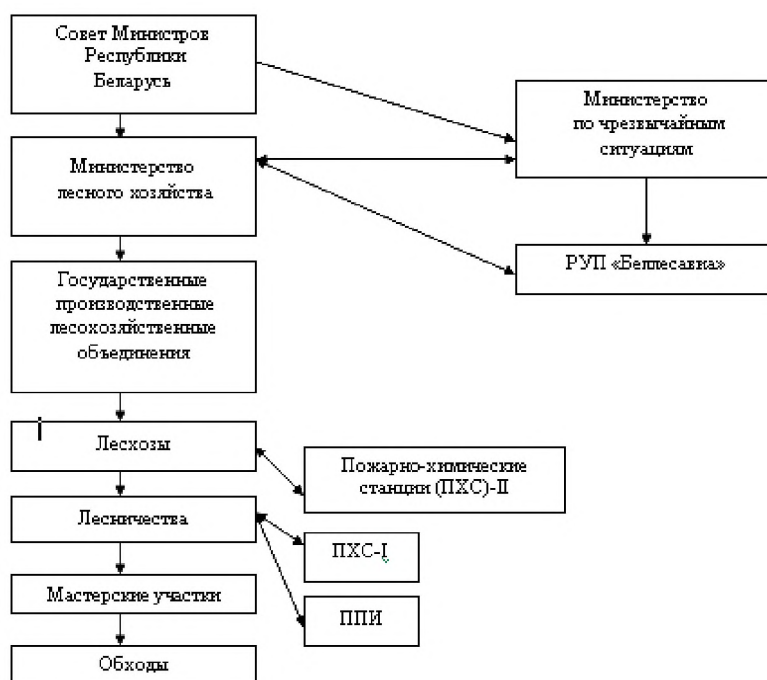 Совет Министров
Республики
Беларусь
Министерство
по чрезвычайным
ситуациям
Министерство
лесного хозяйства
РУП «Беллесавиа»
Государственные
производственные
лесохозяйственные
объединения
Лесхозы
Пожарно-химические
станции (ПХС)-II
Лесничества
ПХС-I
Мастерские участки
ППИ
Обходы